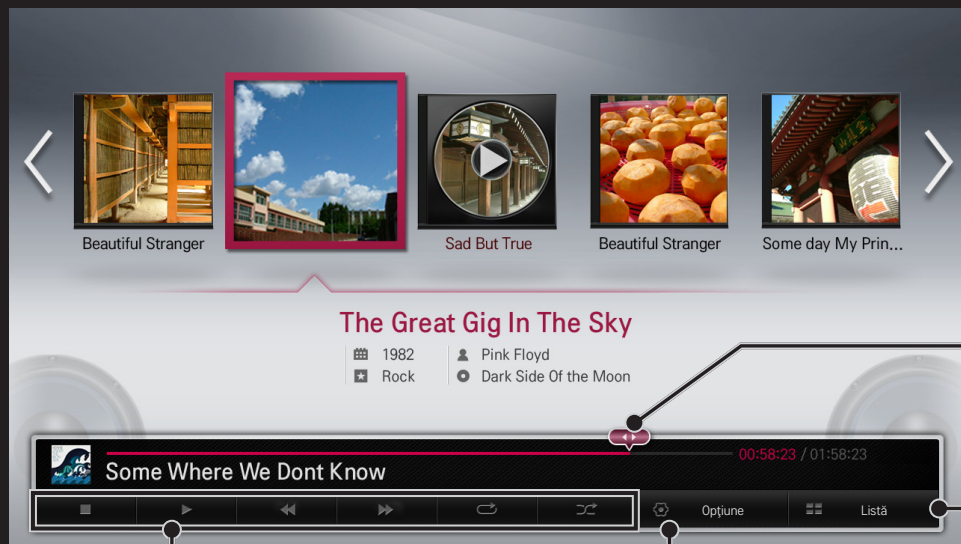 Beautiful Stranger
Sad But True
Beautiful Stranger
Some day My Prin...
The Great Gig In The Sky
1982
Pink Floyd
Rock
Dark Side Of the Moon
00:58:23 / 01:58:23
Some Where We Dont Know
Opţiune
Listă